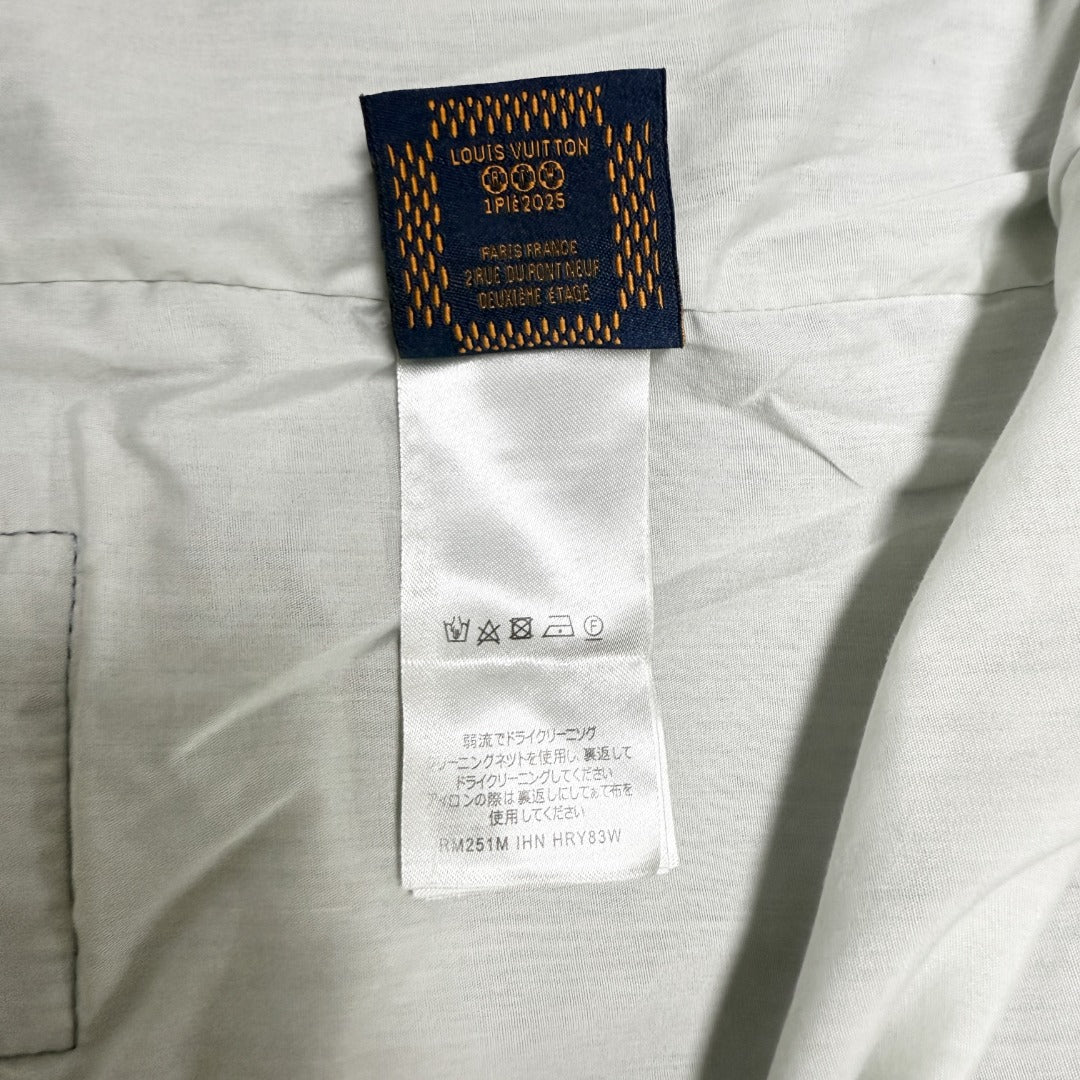 LOUIS VUITTON
R T W
1PIÈ2025
PARIS FRANCE
2 RUE DU PONT NEUF
DEUXIÈME ÉTAGE
F
弱流でドライクリーニング
クリーニングネットを使用し、裏返して
ドライクリーニングしてください
アイロンの際は裏返しにしてあて布を
使用してください
RM251M IHN HRY83W